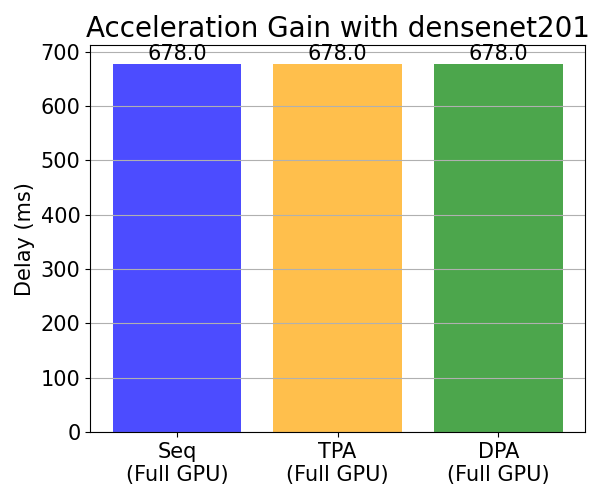 Acceleration Gain with densenet201
Delay (ms)
700
600
500
400
300
200
100
0
678.0 678.0 678.0
Seq TPA DPA
(Full GPU) (Full GPU) (Full GPU)